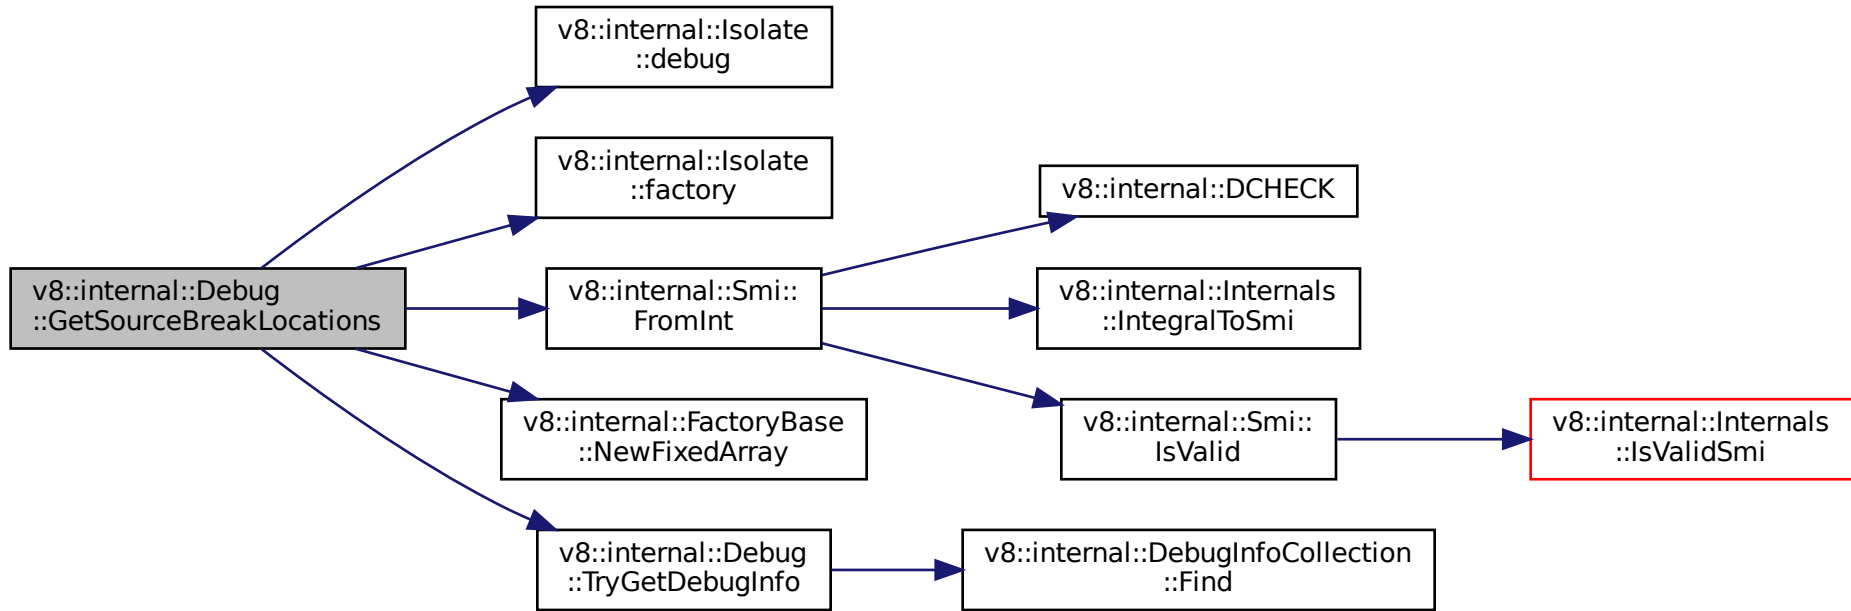 v8::internal::Isolate
::debug
v8::internal::Isolate
::factory
v8::internal::DCHECK
v8::internal::Debug
::GetSourceBreakLocations
v8::internal::Smi::
FromInt
v8::internal::Internals
::IntegralToSmi
v8::internal::FactoryBase
::NewFixedArray
v8::internal::Smi::
IsValid
v8::internal::Internals
::IsValidSmi
v8::internal::Debug
::TryGetDebugInfo
v8::internal::DebugInfoCollection
::Find